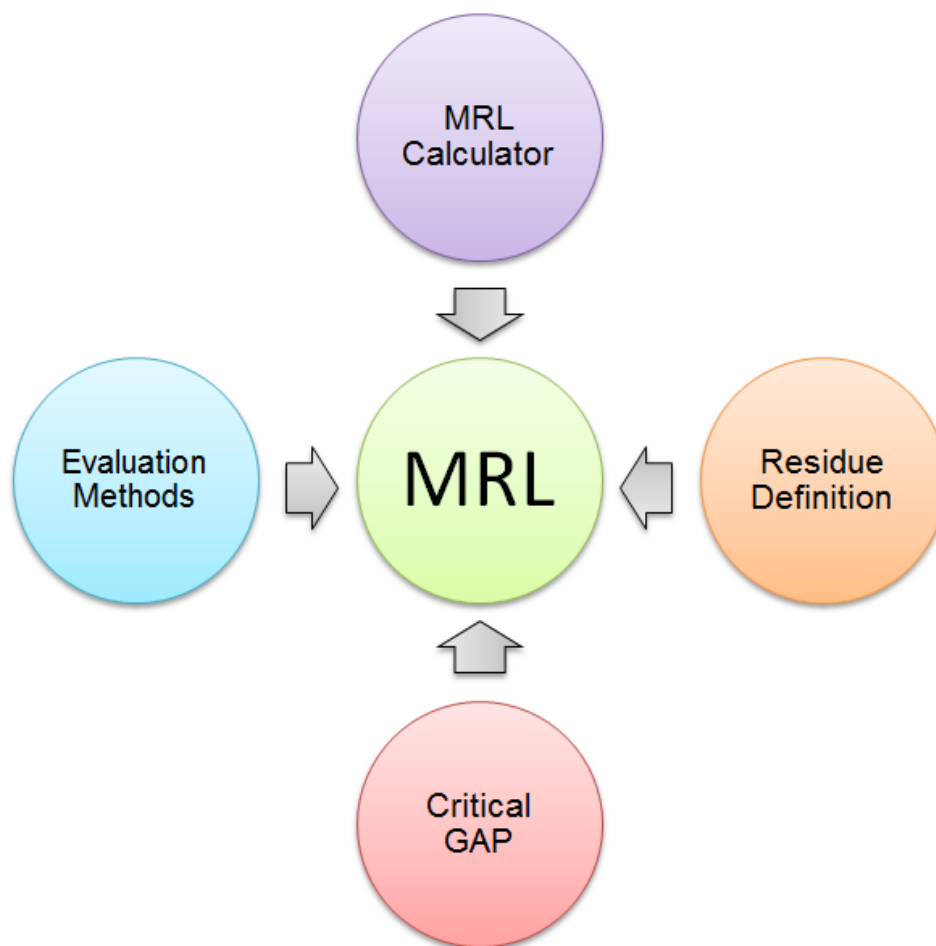 MRL
Calculator
Evaluation
Methods
MRL
Residue
Definition
Critical
GAP